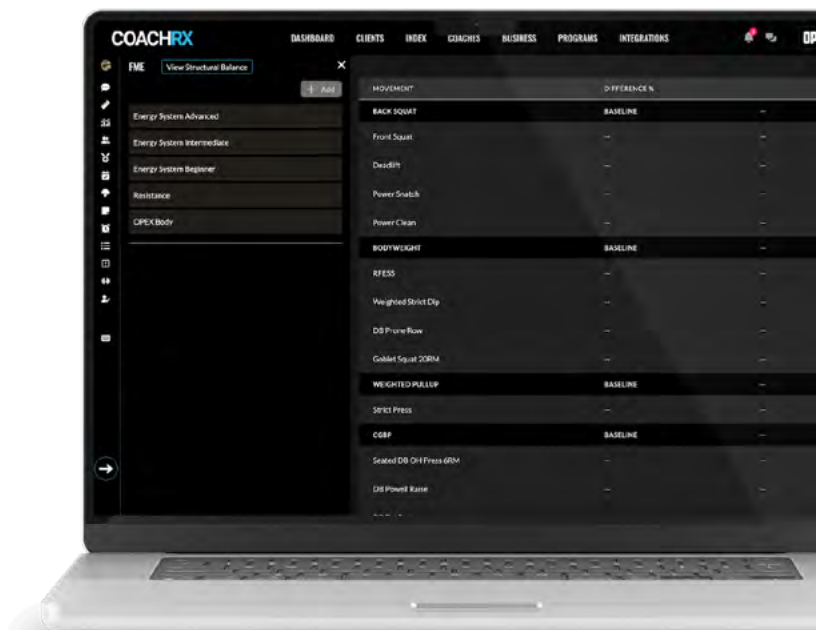 COACHRX
DASHBOARD CLIENTS INDEX COACHES BUSINESS PROGRAMS INTEGRATIONS OP
FME View Structural Balance ×
+ Add
Energy System Advanced
Energy System Intermediate
Energy System Beginner
Resistance
OPEX Body
MOVEMENT DIFFERENCE %
BACK SQUAT BASELINE --
Front Squat -- --
Deadlift -- --
Power Snatch -- --
Power Clean -- --
BODYWEIGHT BASELINE --
RFESS -- --
Weighted Strict Dip -- --
DB Prone Row -- --
Goblet Squat 20RM -- --
WEIGHTED PULLUP BASELINE --
Strict Press -- --
CGBP BASELINE --
Seated DB OH Press 6RM -- --
DB Powell Raise -- --